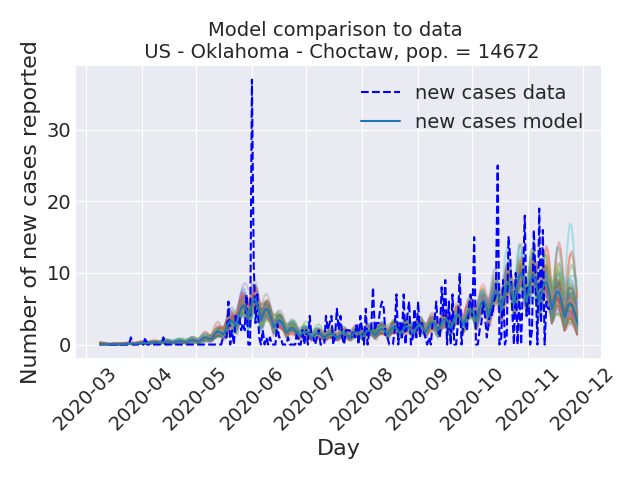 Model comparison to data
US - Oklahoma - Choctaw, pop. = 14672
Number of new cases reported
30
20
10
0
new cases data
new cases model
2020-03
2020-04
2020-05
2020-06
2020-07
2020-08
2020-09
2020-10
2020-11
2020-12
Day